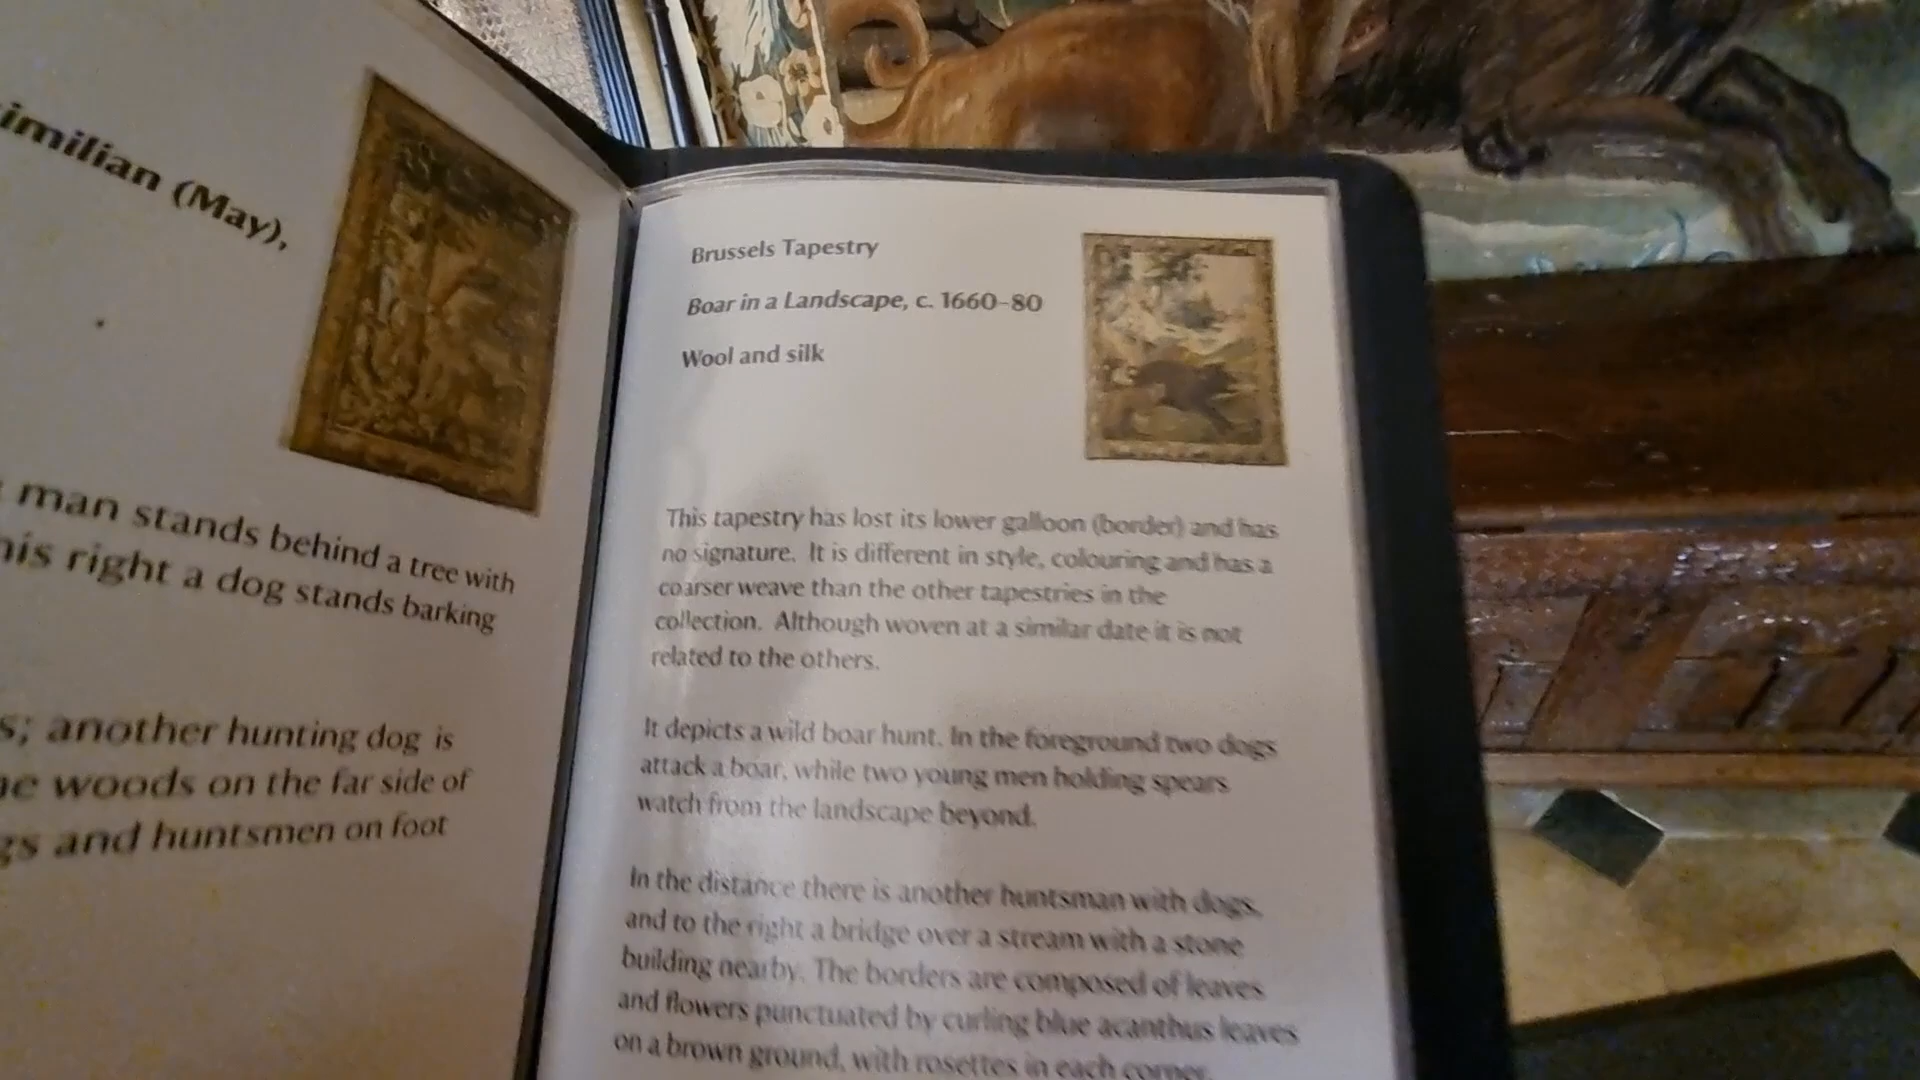 imilian (May),
man stands behind a tree with
his right a dog stands barking
s; another hunting dog is
he woods on the far side of
gs and huntsmen on foot
Brussels Tapestry
Boar in a Landscape, c. 1660–80
Wool and silk
This tapestry has lost its lower galloon (border) and has
no signature. It is different in style, colouring and has a
coarser weave than the other tapestries in the
collection. Although woven at a similar date it is not
related to the others.
It depicts a wild boar hunt. In the foreground two dogs
attack a boar, while two young men holding spears
watch from the landscape beyond.
In the distance there is another huntsman with dogs,
and to the right a bridge over a stream with a stone
building nearby. The borders are composed of leaves
and flowers punctuated by curling blue acanthus leaves
on a brown ground, with rosettes in each corner.